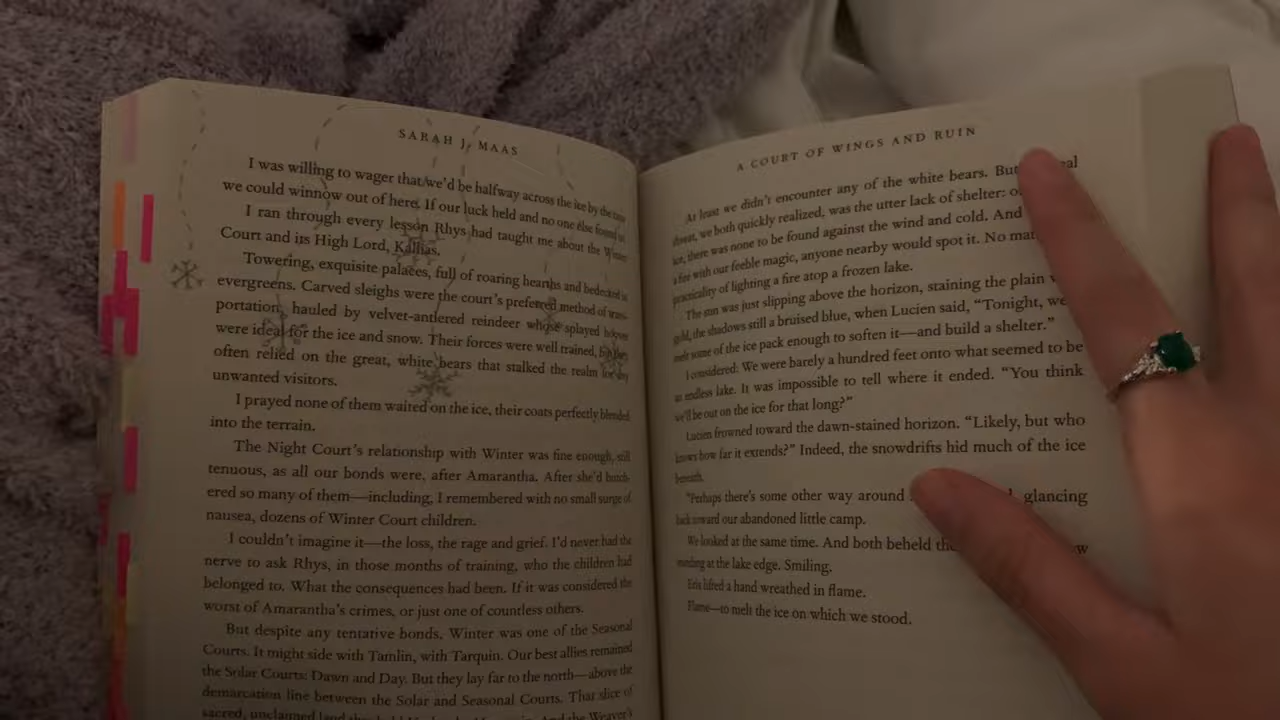 SARAH J. MAAS
I was willing to wager that we'd be halfway across the ice by the time
we could winnow out of here. If our luck held and no one else found us.
I ran through every lesson Rhys had taught me about the Winter
Court and its High Lord, Kallias.
Towering, exquisite palaces, full of roaring hearths and bedecked in
evergreens. Carved sleighs were the court's preferred method of trans-
portation, hauled by velvet-antlered reindeer whose splayed hooves
were ideal for the ice and snow. Their forces were well trained, but they
often relied on the great, white bears that stalked the realm for any
unwanted visitors.
I prayed none of them waited on the ice, their coats perfectly blended
into the terrain.
The Night Court's relationship with Winter was fine enough, still
tenuous, as all our bonds were, after Amarantha. After she'd butch-
ered so many of them—including, I remembered with no small surge of
nausea, dozens of Winter Court children.
I couldn't imagine it—the loss, the rage and grief. I'd never had the
nerve to ask Rhys, in those months of training, who the children had
belonged to. What the consequences had been. If it was considered the
worst of Amarantha's crimes, or just one of countless others.
But despite any tentative bonds, Winter was one of the Seasonal
Courts. It might side with Tamlin, with Tarquin. Our best allies remained
the Solar Courts: Dawn and Day. But they lay far to the north—above the
demarcation line between the Solar and Seasonal Courts. That slice of
sacred, unclaimed land
A COURT OF WINGS AND RUIN
At least we didn't encounter any of the white bears. But
threat, we both quickly realized, was the utter lack of shelter:
ice, there was none to be found against the wind and cold. And
a fire with our feeble magic, anyone nearby would spot it. No
practicality of lighting a fire atop a frozen lake.
The sun was just slipping above the horizon, staining the plain
gold, the shadows still a bruised blue, when Lucien said, "Tonight,
melt some of the ice pack enough to soften it—and build a shelter."
I considered. We were barely a hundred feet onto what seemed to be
an endless lake. It was impossible to tell where it ended. "You think
we'll be out on the ice for that long?"
Lucien frowned toward the dawn-stained horizon. "Likely, but who
knows how far it extends?" Indeed, the snowdrifts hid much of the ice
beneath.
"Perhaps there's some other way around glancing
back toward our abandoned little camp.
We looked at the same time. And both beheld
standing at the lake edge. Smiling.
Eris lifted a hand wreathed in flame.
Flame—to melt the ice on which we stood.